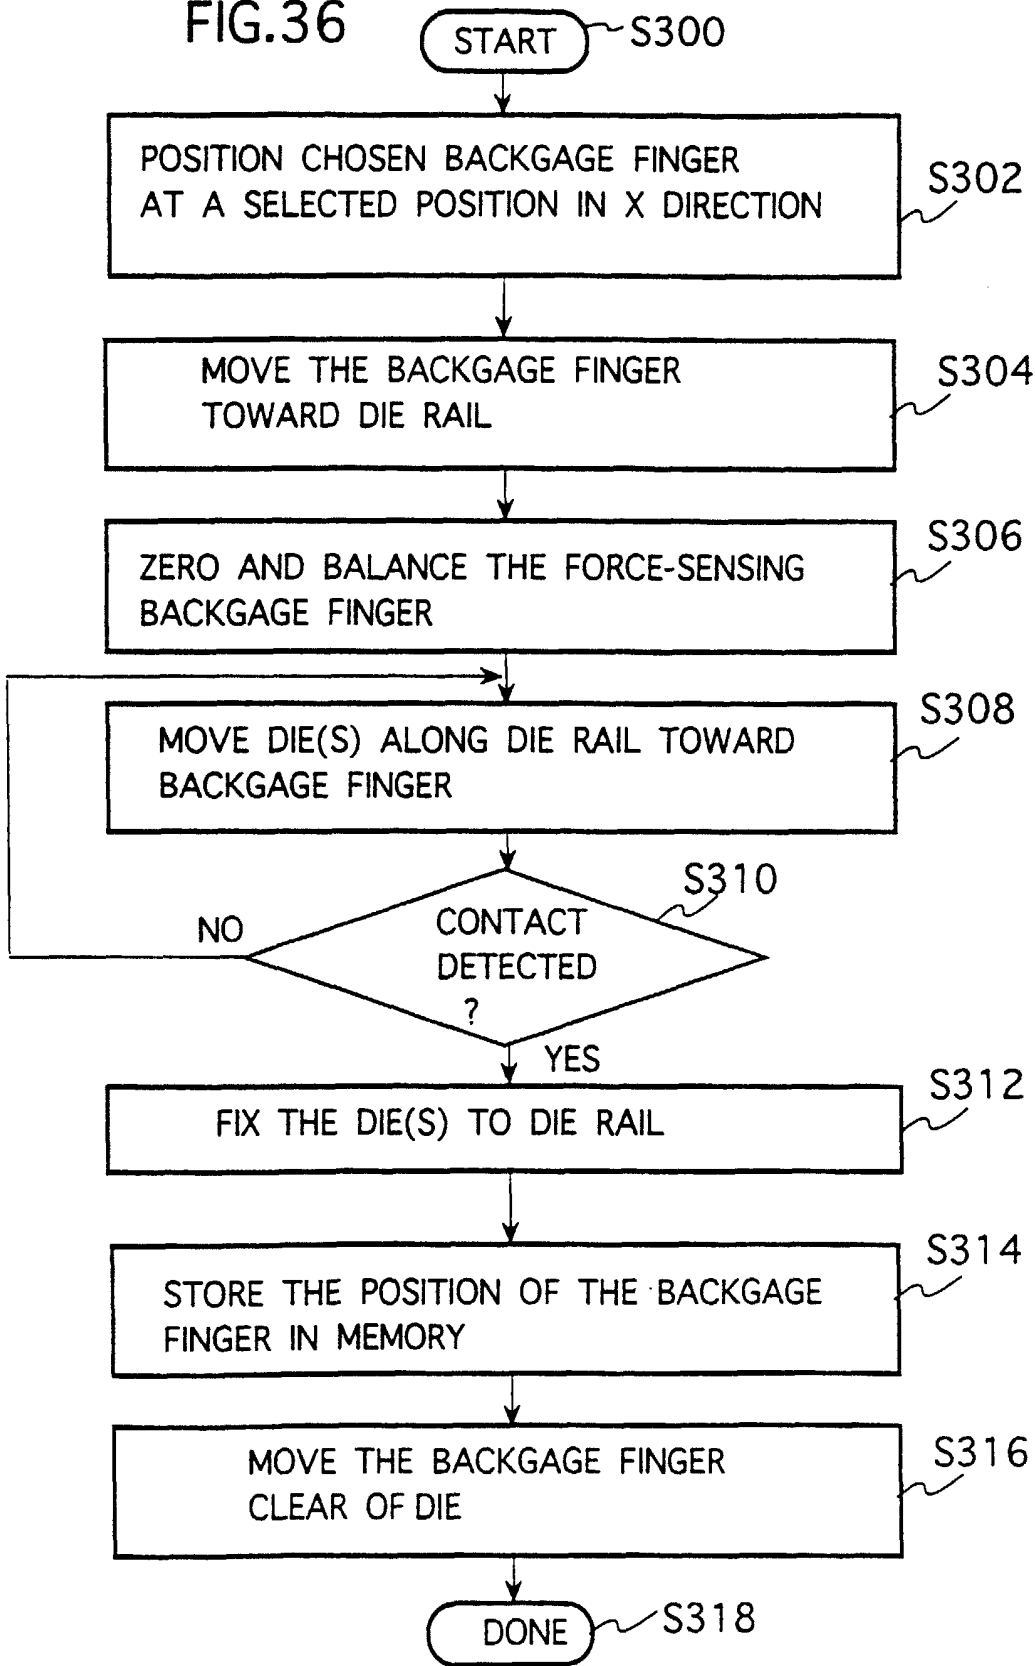 FIG.36
START
S300
POSITION CHOSEN BACKGAGE FINGER
AT A SELECTED POSITION IN X DIRECTION
S302
MOVE THE BACKGAGE FINGER
TOWARD DIE RAIL
S304
ZERO AND BALANCE THE FORCE-SENSING
BACKGAGE FINGER
S306
MOVE DIE(S) ALONG DIE RAIL TOWARD
BACKGAGE FINGER
S308
CONTACT
DETECTED
?
S310
NO
YES
FIX THE DIE(S) TO DIE RAIL
S312
STORE THE POSITION OF THE BACKGAGE
FINGER IN MEMORY
S314
MOVE THE BACKGAGE FINGER
CLEAR OF DIE
S316
DONE
S318